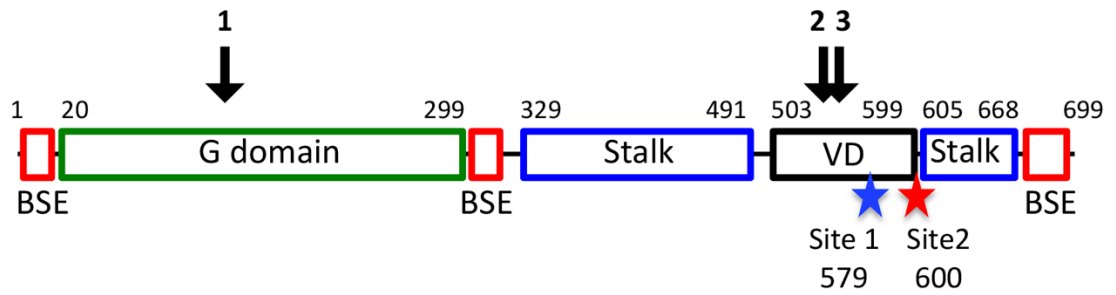 1 2 3
1 20 299 329 491 503 599 605 668 699
G domain Stalk VD Stalk
BSE BSE BSE
Site 1 Site2
579 600